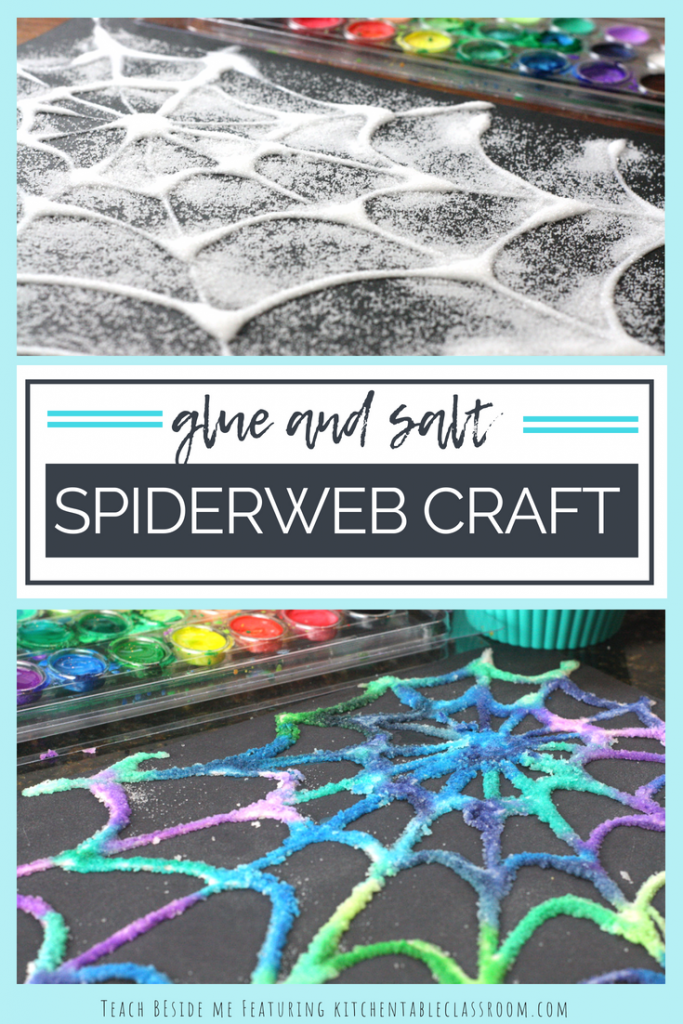 glue and salt
SPIDERWEB CRAFT
TEACH BESIDE ME FEATURING KITCHENTABLECLASSROOM.COM